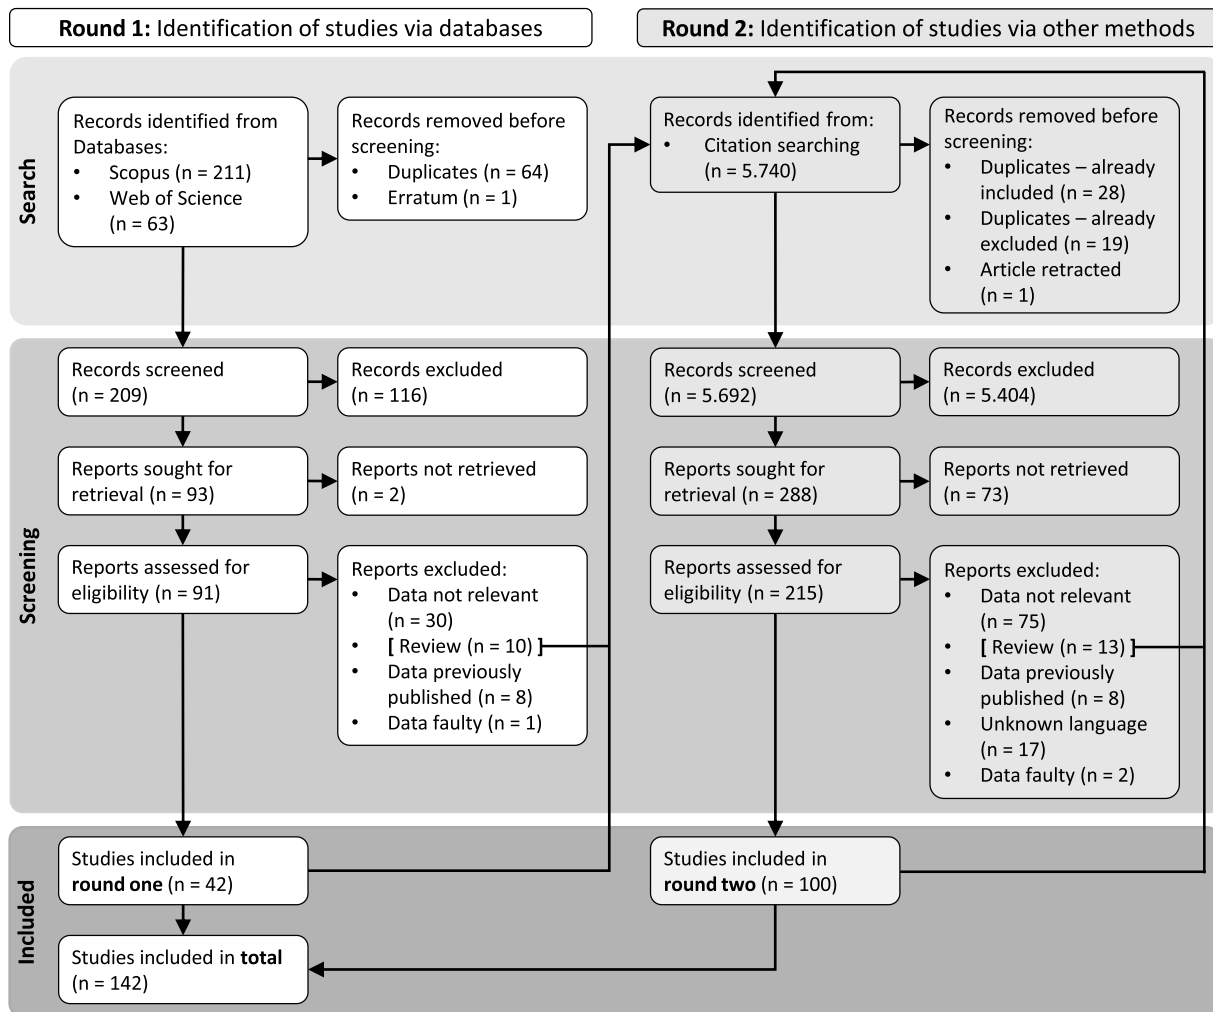 Round 1: Identification of studies via databases
Round 2: Identification of studies via other methods
Search
Records identified from
Databases:
• Scopus (n = 211)
• Web of Science
(n = 63)
Records removed before
screening:
• Duplicates (n = 64)
• Erratum (n = 1)
Records identified from:
• Citation searching
(n = 5.740)
Records removed before
screening:
• Duplicates – already
included (n = 28)
• Duplicates – already
excluded (n = 19)
• Article retracted
(n = 1)
Screening
Records screened
(n = 209)
Records excluded
(n = 116)
Reports sought for
retrieval (n = 93)
Reports not retrieved
(n = 2)
Reports assessed for
eligibility (n = 91)
Reports excluded:
• Data not relevant
(n = 30)
• [ Review (n = 10) ]
• Data previously
published (n = 8)
• Data faulty (n = 1)
Records screened
(n = 5.692)
Records excluded
(n = 5.404)
Reports sought for
retrieval (n = 288)
Reports not retrieved
(n = 73)
Reports assessed for
eligibility (n = 215)
Reports excluded:
• Data not relevant
(n = 75)
• [ Review (n = 13) ]
• Data previously
published (n = 8)
• Unknown language
(n = 17)
• Data faulty (n = 2)
Included
Studies included in
round one (n = 42)
Studies included in
round two (n = 100)
Studies included in total
(n = 142)